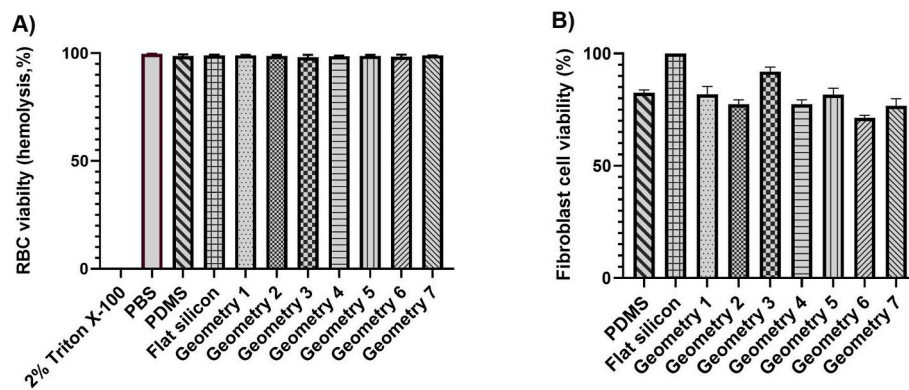 A)
RBC viabilty (hemolysis,%)
100
50
0
2% Triton X-100
PBS
PDMS
Flat silicon
Geometry 1
Geometry 2
Geometry 3
Geometry 4
Geometry 5
Geometry 6
Geometry 7
B)
Fibroblast cell viability (%)
100
50
0
PDMS
Flat silicon
Geometry 1
Geometry 2
Geometry 3
Geometry 4
Geometry 5
Geometry 6
Geometry 7